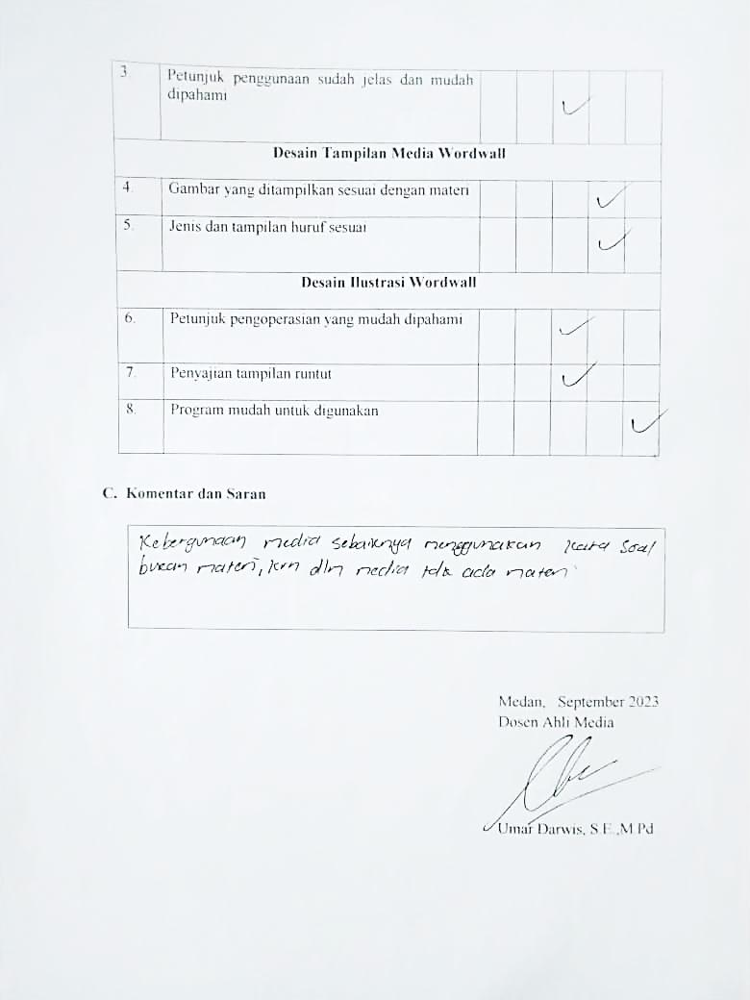 3. Petunjuk penggunaan sudah jelas dan mudah
dipahami
Desain Tampilan Media Wordwall
4. Gambar yang ditampilkan sesuai dengan materi
5. Jenis dan tampilan huruf sesuai
Desain Ilustrasi Wordwall
6. Petunjuk pengoperasian yang mudah dipahami
7. Penyajian tampilan runtut
8. Program mudah untuk digunakan
C. Komentar dan Saran
Kebergunaan media sebaiknya menggunakan kata soal
bukan materi, krn dlm media tdk ada materi
Medan, September 2023
Dosen Ahli Media
Umar Darwis, S.E.,M.Pd